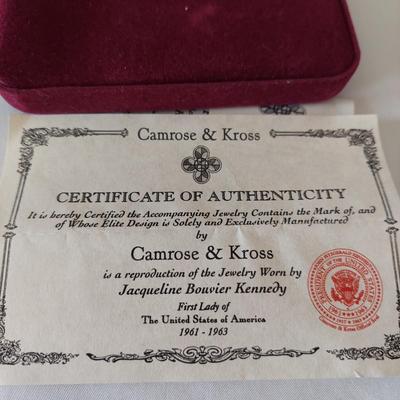 Camrose & Kross
CERTIFICATE OF AUTHENTICITY
It is hereby Certified the Accompanying Jewelry Contains the Mark of, and
of Whose Elite Design is Solely and Exclusively Manufactured
by
Camrose & Kross
is a reproduction of the Jewelry Worn by
Jacqueline Bouvier Kennedy
First Lady of
The United States of America
1961 - 1963